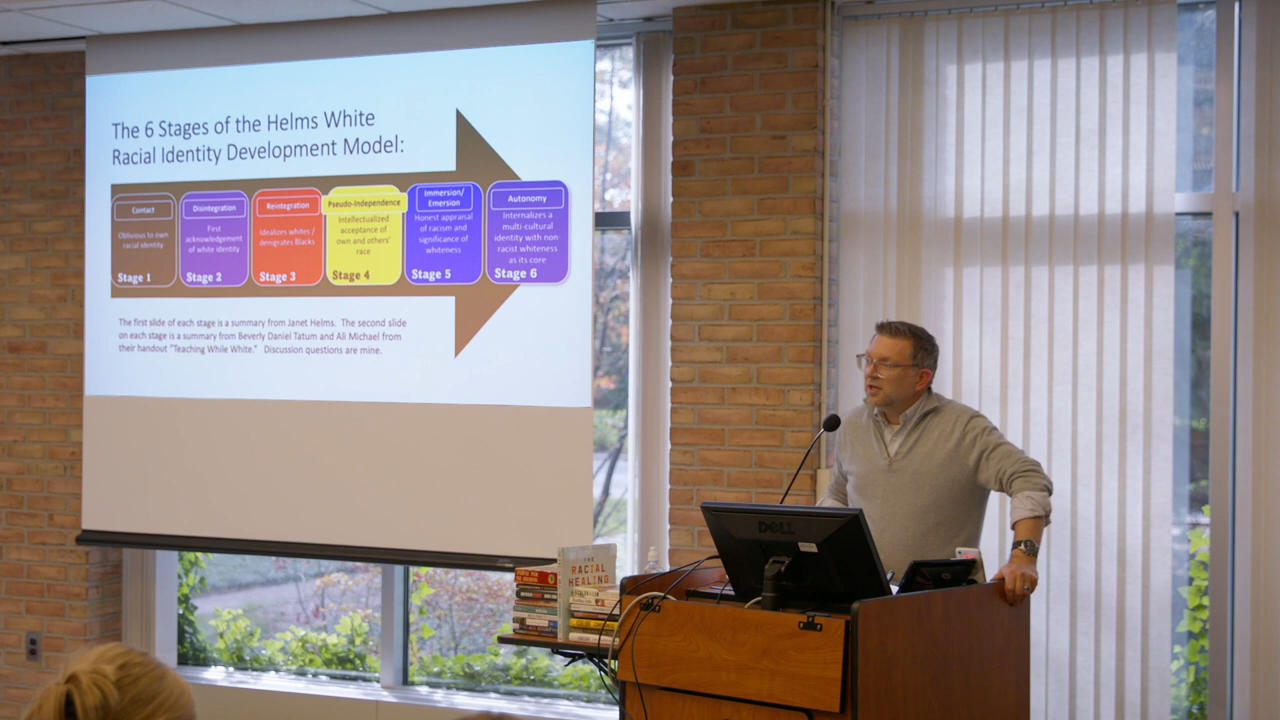 The 6 Stages of the Helms White
Racial Identity Development Model:
Contact
Oblivious to own
racial identity
Stage 1
Disintegration
First
acknowledgement
of white identity
Stage 2
Reintegration
Idealizes whites /
denigrates Blacks
Stage 3
Pseudo-Independence
Intellectualized
acceptance of
own and others'
race
Stage 4
Immersion/
Emersion
Honest appraisal
of racism and
significance of
whiteness
Stage 5
Autonomy
Internalizes a
multi-cultural
identity with non
racist whiteness
as its core
Stage 6
The first slide of each stage is a summary from Janet Helms. The second slide
on each stage is a summary from Beverly Daniel Tatum and Ali Michael from
their handout "Teaching While White." Discussion questions are mine.
DELL
THE
RACIAL
HEALING